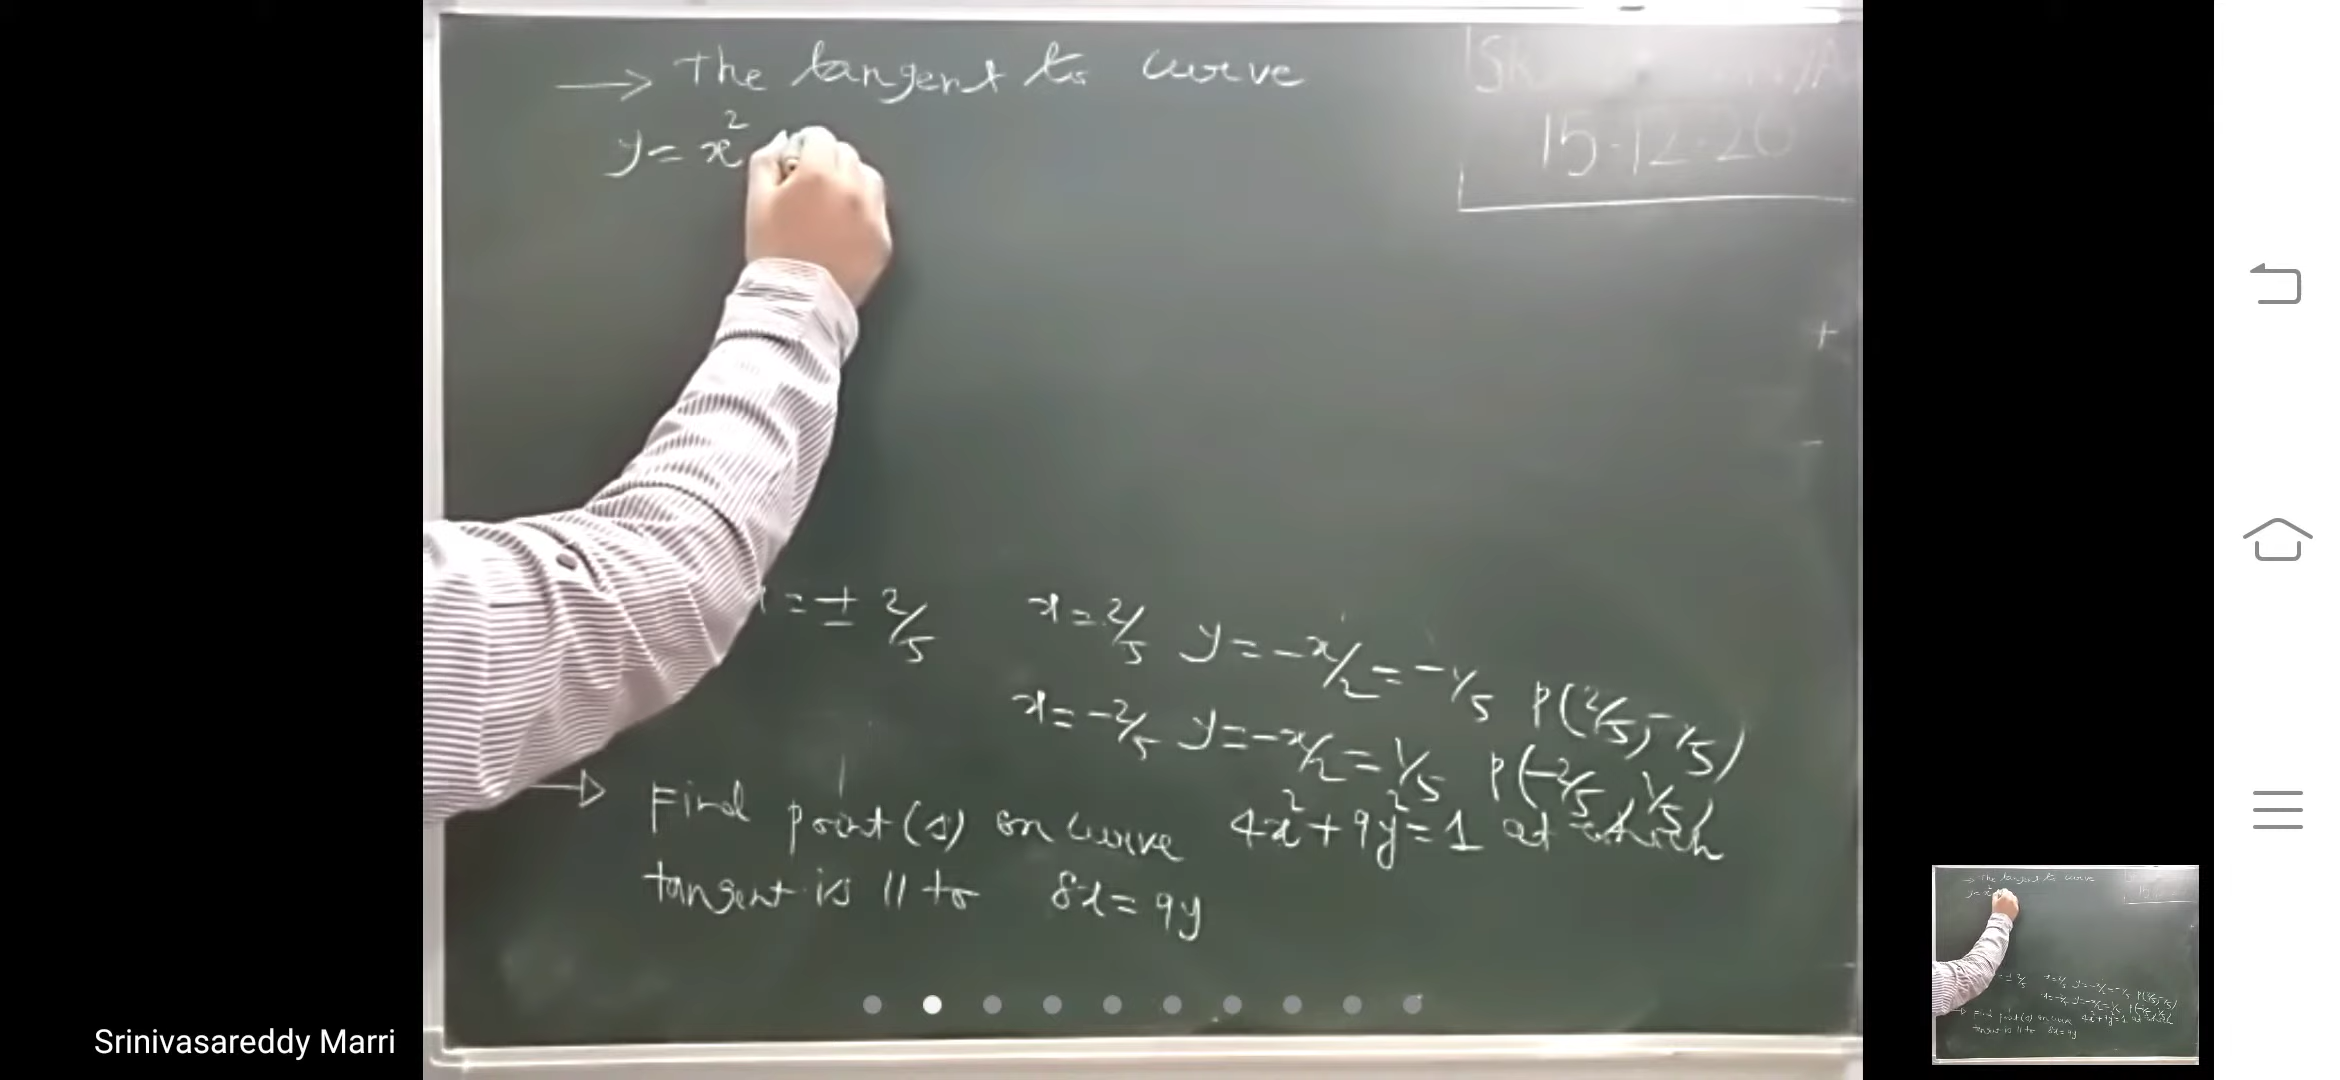 → The tangent to curve
y = x²
15-12-20
x = ± 2/5
x = 2/5 y = -x/2 = -1/5 P(2/5, -1/5)
x = -2/5 y = -x/2 = 1/5 P(-2/5, 1/5)
→ Find point(s) on curve 4x² + 9y² = 1 at which
tangent is || to 8x = 9y
Srinivasareddy Marri